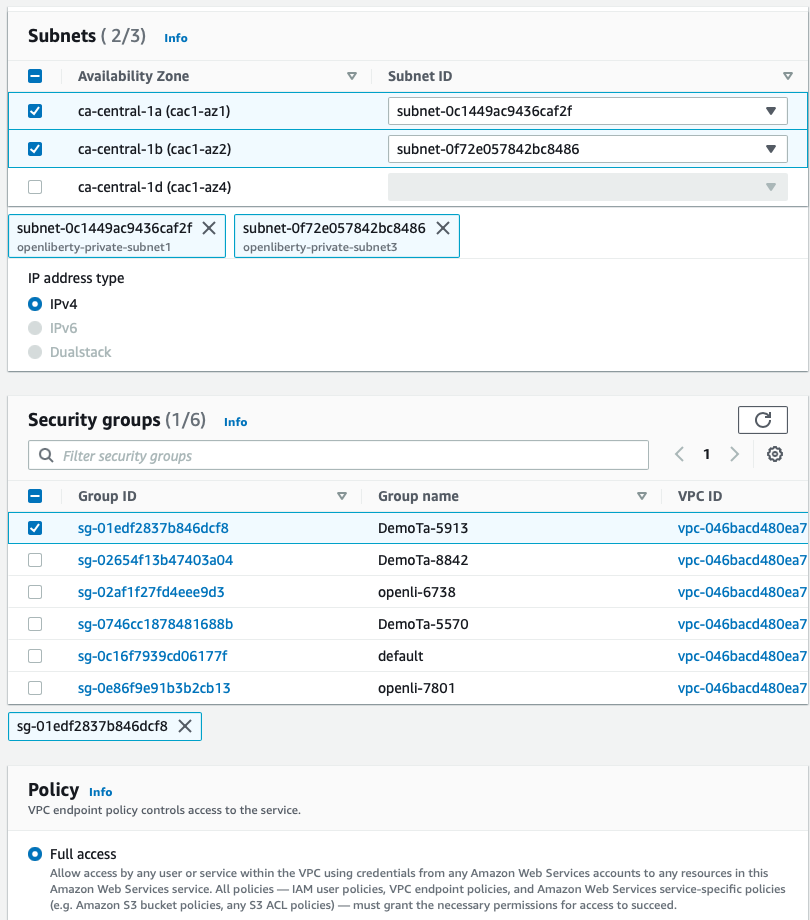 Subnets ( 2/3) Info
Availability Zone Subnet ID
ca-central-1a (cac1-az1) subnet-0c1449ac9436caf2f
ca-central-1b (cac1-az2) subnet-0f72e057842bc8486
ca-central-1d (cac1-az4)
subnet-0c1449ac9436caf2f subnet-0f72e057842bc8486
openliberty-private-subnet1 openliberty-private-subnet3
IP address type
IPv4
IPv6
Dualstack
Security groups (1/6) Info
Filter security groups 1
Group ID Group name VPC ID
sg-01edf2837b846dcf8 DemoTa-5913 vpc-046bacd480ea7
sg-02654f13b47403a04 DemoTa-8842 vpc-046bacd480ea7
sg-02af1f27fd4eee9d3 openli-6738 vpc-046bacd480ea7
sg-0746cc1878481688b DemoTa-5570 vpc-046bacd480ea7
sg-0c16f7939cd06177f default vpc-046bacd480ea7
sg-0e86f9e91b3b2cb13 openli-7801 vpc-046bacd480ea7
sg-01edf2837b846dcf8
Policy Info
VPC endpoint policy controls access to the service.
Full access
Allow access by any user or service within the VPC using credentials from any Amazon Web Services accounts to any resources in this
Amazon Web Services service. All policies — IAM user policies, VPC endpoint policies, and Amazon Web Services service-specific policies
(e.g. Amazon S3 bucket policies, any S3 ACL policies) — must grant the necessary permissions for access to succeed.